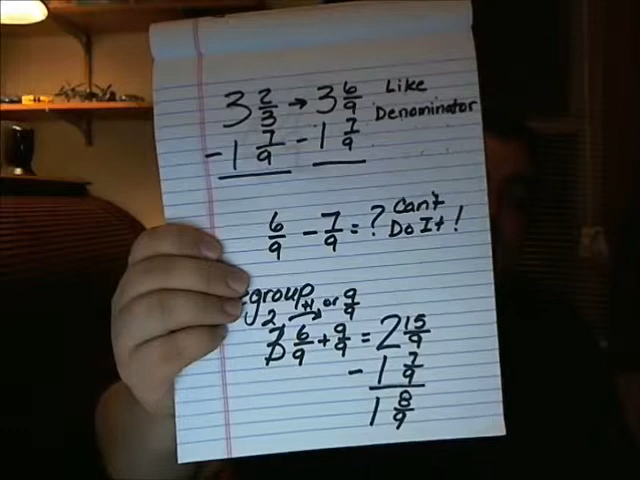 3 2/3 → 3 6/9 Like
- 1 7/9 - 1 7/9 Denominator
6/9 - 7/9 = ? Can't
Do It!
egroup
2 +1 or 9/9
3 6/9 + 9/9 = 2 15/9
- 1 7/9
1 8/9